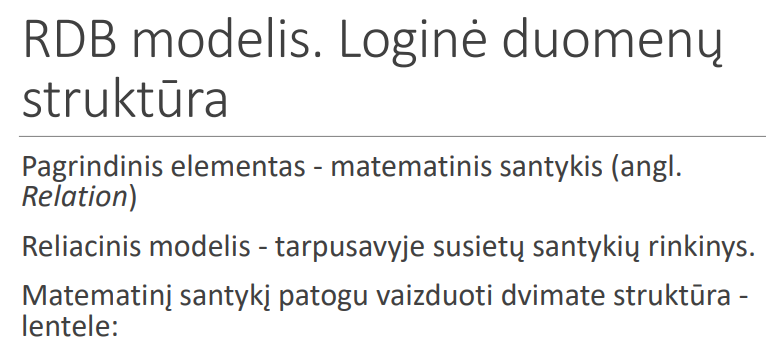 RDB modelis. Loginė duomenų
struktūra
Pagrindinis elementas - matematinis santykis (angl.
Relation)
Reliacinis modelis - tarpusavyje susietų santykių rinkinys.
Matematinį santykį patogu vaizduoti dvimate struktūra -
lentele: